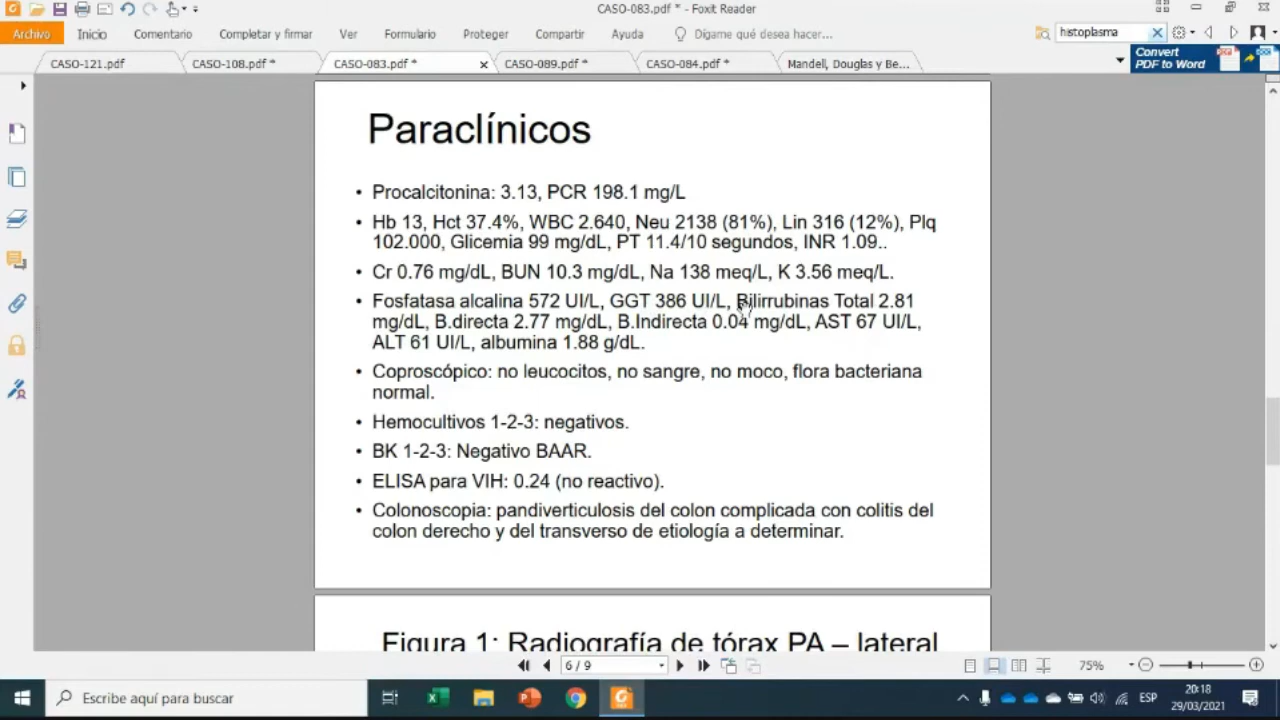 CASO-083.pdf * - Foxit Reader
Archivo Inicio Comentario Completar y firmar Ver Formulario Proteger Compartir Ayuda Dígame qué desea hacer... histoplasma
CASO-121.pdf CASO-108.pdf * CASO-083.pdf * CASO-089.pdf * CASO-084.pdf * Mandell, Douglas y Be...
Convert
PDF to Word
Paraclínicos
• Procalcitonina: 3.13, PCR 198.1 mg/L
• Hb 13, Hct 37.4%, WBC 2.640, Neu 2138 (81%), Lin 316 (12%), Plq
102.000, Glicemia 99 mg/dL, PT 11.4/10 segundos, INR 1.09..
• Cr 0.76 mg/dL, BUN 10.3 mg/dL, Na 138 meq/L, K 3.56 meq/L.
• Fosfatasa alcalina 572 UI/L, GGT 386 UI/L, Bilirrubinas Total 2.81
mg/dL, B.directa 2.77 mg/dL, B.Indirecta 0.04 mg/dL, AST 67 UI/L,
ALT 61 UI/L, albumina 1.88 g/dL.
• Coproscópico: no leucocitos, no sangre, no moco, flora bacteriana
normal.
• Hemocultivos 1-2-3: negativos.
• BK 1-2-3: Negativo BAAR.
• ELISA para VIH: 0.24 (no reactivo).
• Colonoscopia: pandiverticulosis del colon complicada con colitis del
colon derecho y del transverso de etiología a determinar.
Figura 1: Radiografía de tórax PA – lateral
6 / 9 75%
Escribe aquí para buscar ESP 20:18
29/03/2021